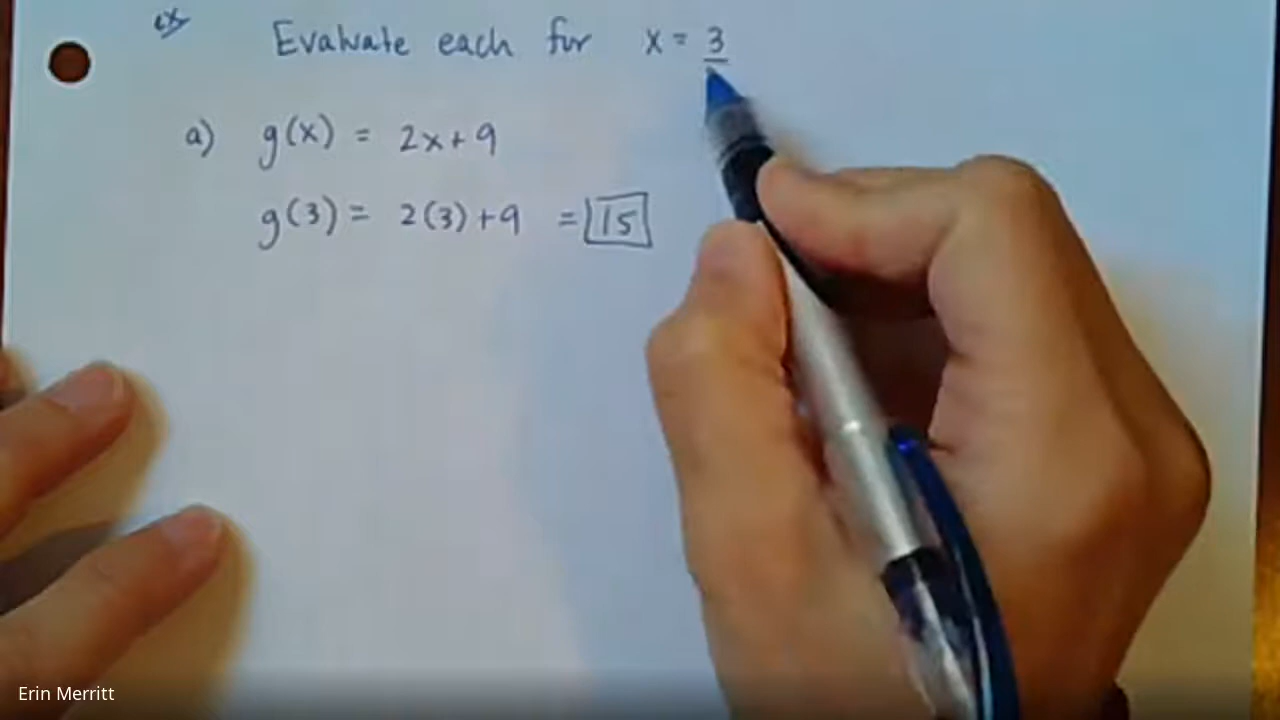 ex
Evaluate each for x = 3
a) g(x) = 2x+9
g(3) = 2(3)+9 = 15
Erin Merritt